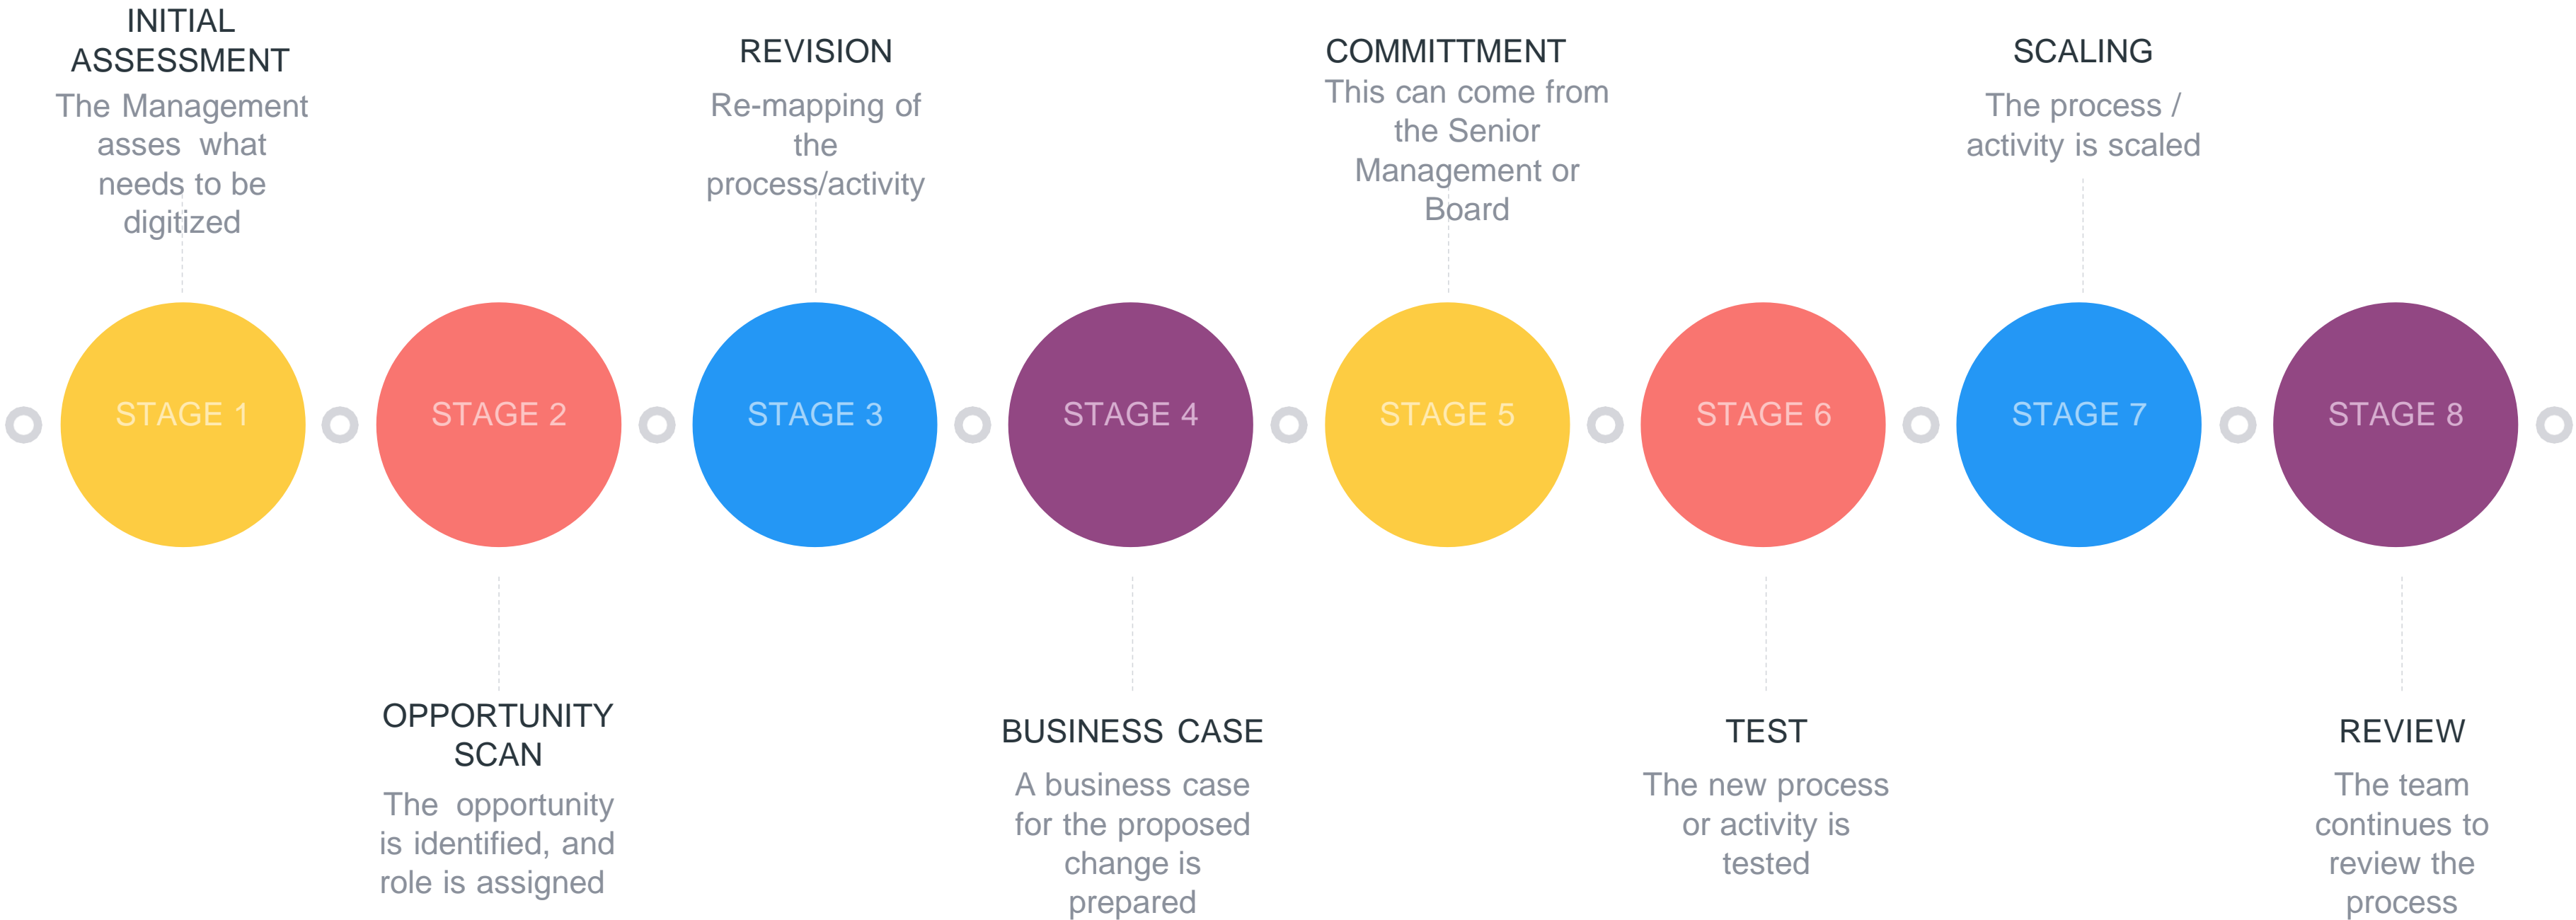 INITIAL
ASSESSMENT
The Management
asses what
needs to be
digitized
REVISION
Re-mapping of
the
process/activity
COMMITTMENT
This can come from
the Senior
Management or
Board
SCALING
The process /
activity is scaled
STAGE 1
STAGE 2
STAGE 3
STAGE 4
STAGE 5
STAGE 6
STAGE 7
STAGE 8
OPPORTUNITY
SCAN
The opportunity
is identified, and
role is assigned
BUSINESS CASE
A business case
for the proposed
change is
prepared
TEST
The new process
or activity is
tested
REVIEW
The team
continues to
review the
process